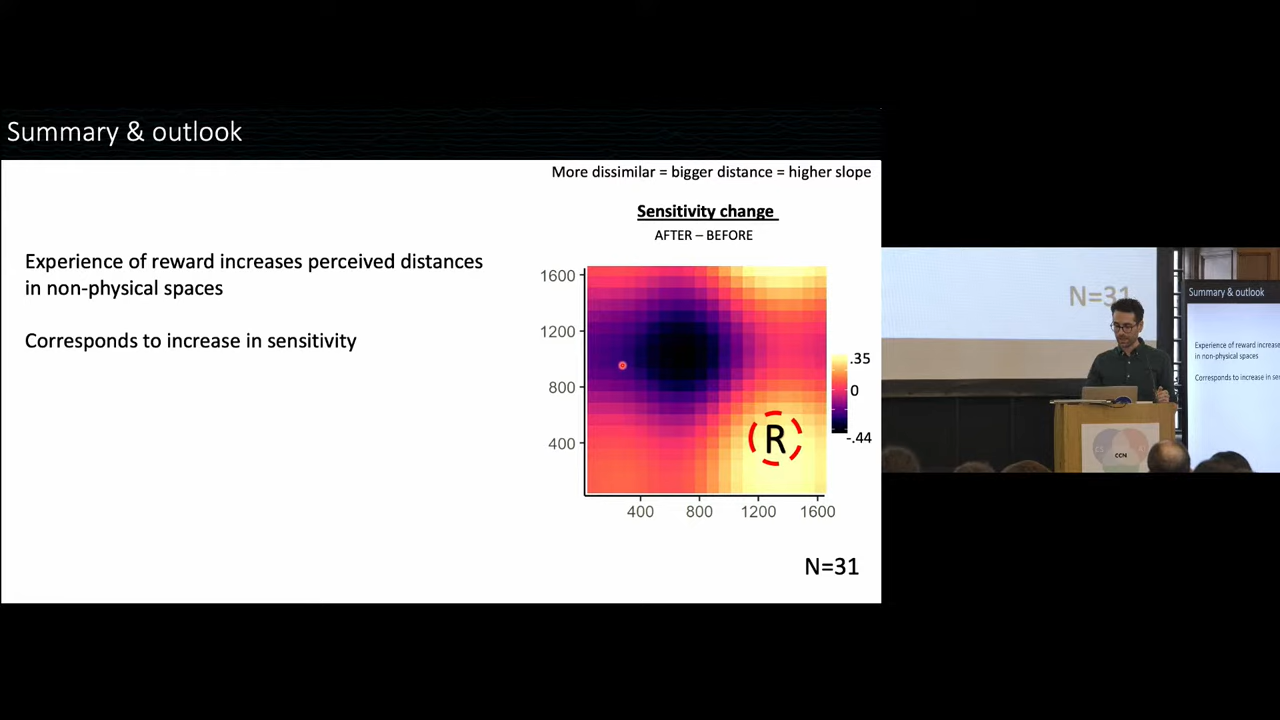 Summary & outlook
More dissimilar = bigger distance = higher slope
Sensitivity change
AFTER – BEFORE
Experience of reward increases perceived distances
in non-physical spaces
Corresponds to increase in sensitivity
1600
1200
800
400
400 800 1200 1600
R
.35
0
-.44
N=31
N=31
Summary & outlook
Experience of reward increase
in non-physical spaces
Corresponds to increase in se
CCN